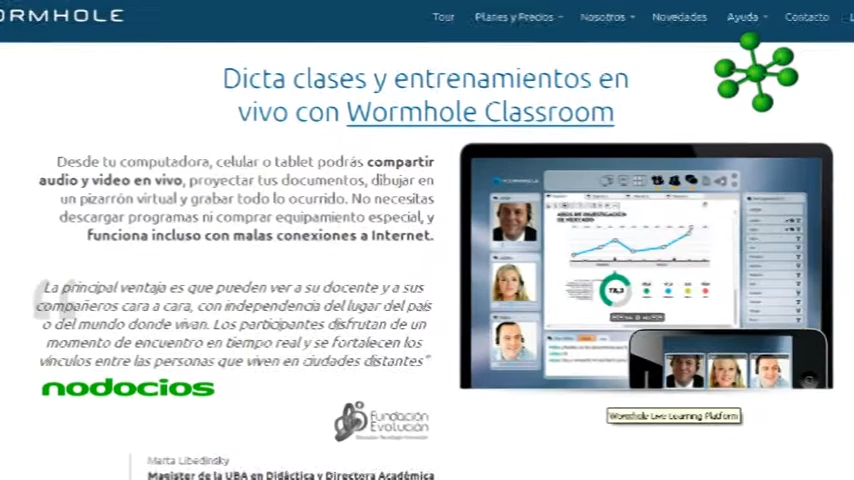 ORMHOLE
Tour Planes y Precios Nosotros Novedades Ayuda Contacto
Dicta clases y entrenamientos en
vivo con Wormhole Classroom
Desde tu computadora, celular o tablet podrás compartir
audio y video en vivo, proyectar tus documentos, dibujar en
un pizarrón virtual y grabar todo lo ocurrido. No necesitas
descargar programas ni comprar equipamiento especial, y
funciona incluso con malas conexiones a Internet.
La principal ventaja es que pueden ver a su docente y a sus
compañeros cara a cara, con independencia del lugar del país
o del mundo donde vivan. Los participantes disfrutan de un
momento de encuentro en tiempo real y se fortalecen los
vínculos entre las personas que viven en ciudades distantes"
nodocios
Fundación
Evolución
Marta Libedinsky
Magister de la UBA en Didáctica y Directora Académica
WORMHOLE
Wormhole Live Learning Platform